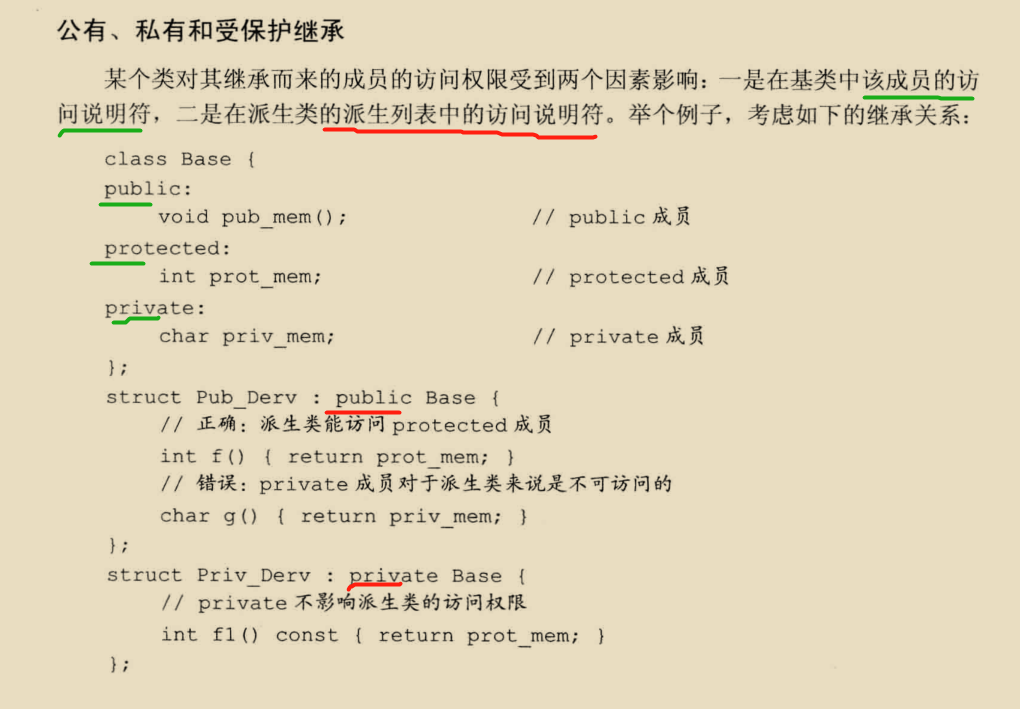 公有、私有和受保护继承
某个类对其继承而来的成员的访问权限受到两个因素影响：一是在基类中该成员的访
问说明符，二是在派生类的派生列表中的访问说明符。举个例子，考虑如下的继承关系：
class Base {
public:
void pub_mem(); // public 成员
protected:
int prot_mem; // protected 成员
private:
char priv_mem; // private 成员
};
struct Pub_Derv : public Base {
// 正确：派生类能访问 protected 成员
int f() { return prot_mem; }
// 错误：private 成员对于派生类来说是不可访问的
char g() { return priv_mem; }
};
struct Priv_Derv : private Base {
// private 不影响派生类的访问权限
int f1() const { return prot_mem; }
};